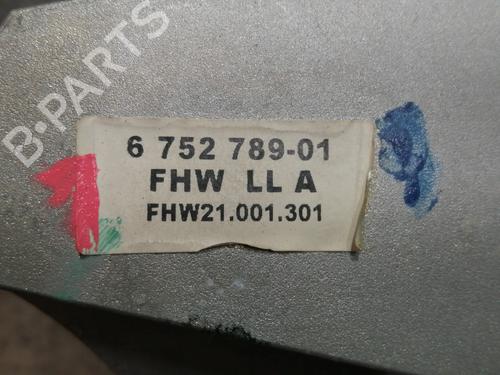 B-PARTS
6 752 789-01
FHW LL A
FHW21.001.301